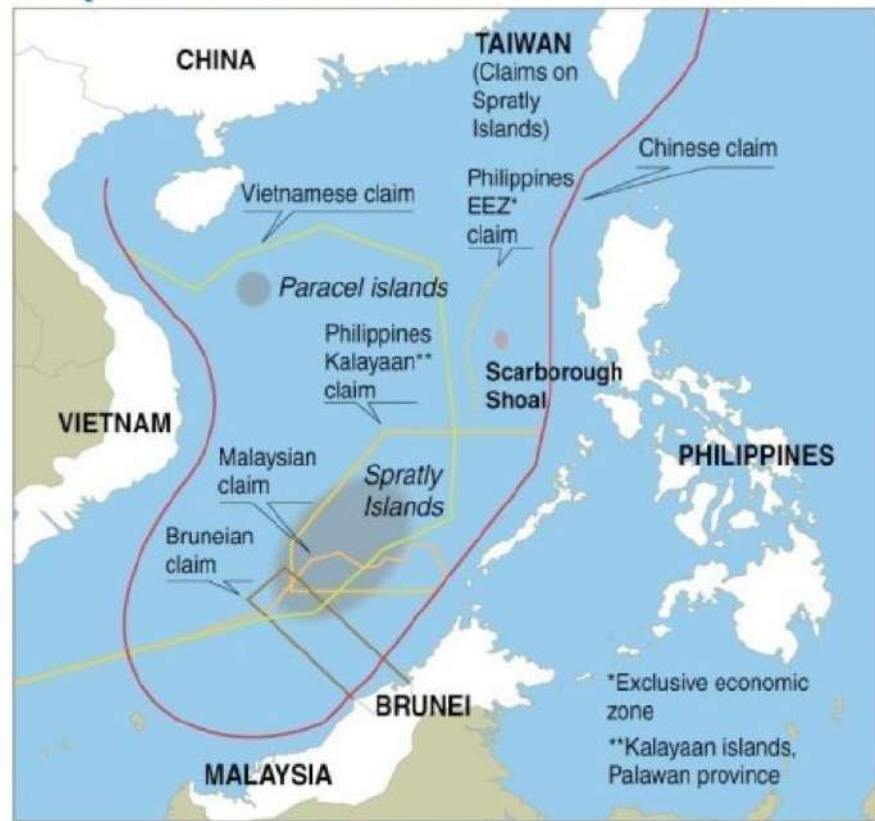 CHINA
TAIWAN
(Claims on
Spratly
Islands)
Chinese claim
Philippines
EEZ*
claim
Vietnamese claim
Paracel islands
Philippines
Kalayaan**
claim
Scarborough
Shoal
VIETNAM
PHILIPPINES
Malaysian
claim
Spratly
Islands
Bruneian
claim
*Exclusive economic
zone
**Kalayaan islands,
Palawan province
BRUNEI
MALAYSIA